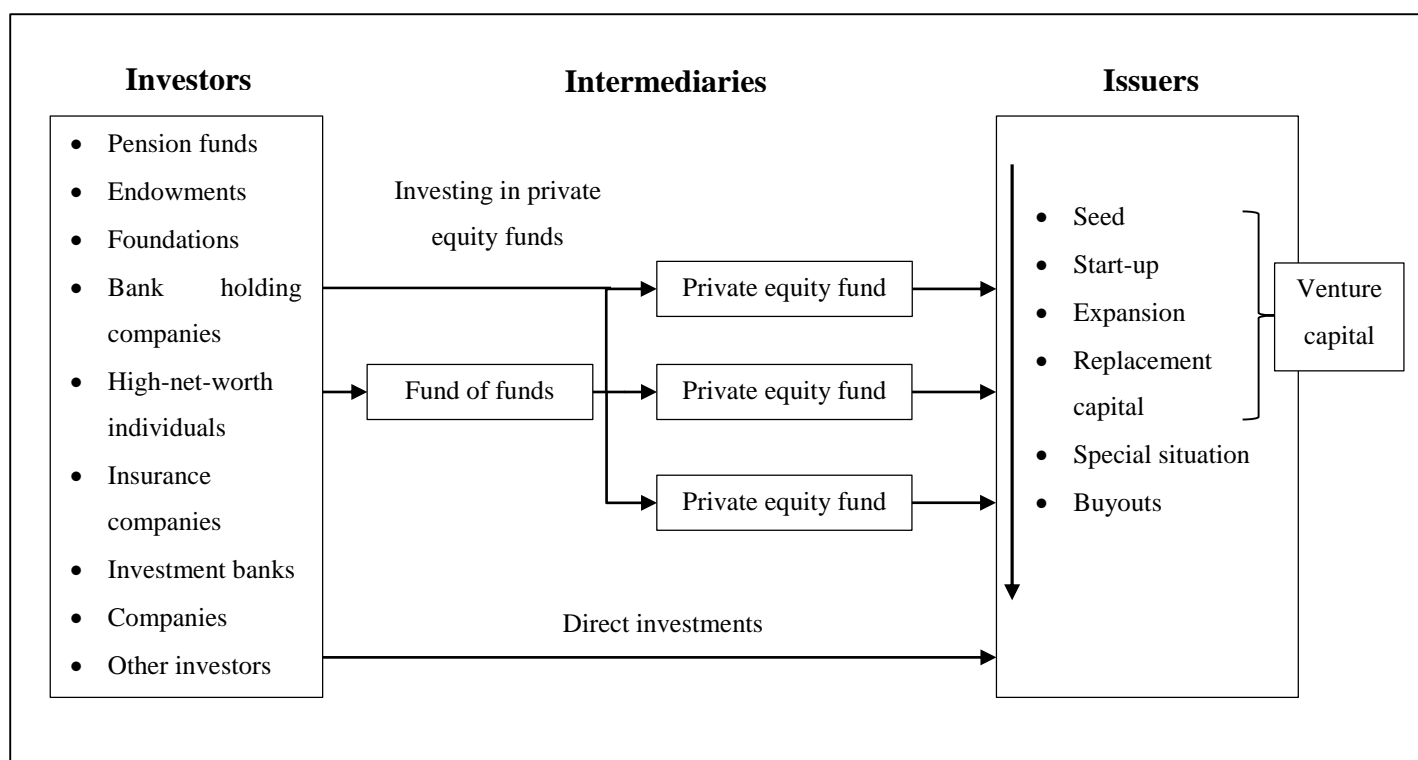 Investors
Intermediaries
Issuers
• Pension funds
• Endowments
• Foundations
• Bank holding
companies
• High-net-worth
individuals
• Insurance
companies
• Investment banks
• Companies
• Other investors
Investing in private
equity funds
Fund of funds
Private equity fund
Private equity fund
Private equity fund
Direct investments
• Seed
• Start-up
• Expansion
• Replacement
capital
• Special situation
• Buyouts
Venture
capital